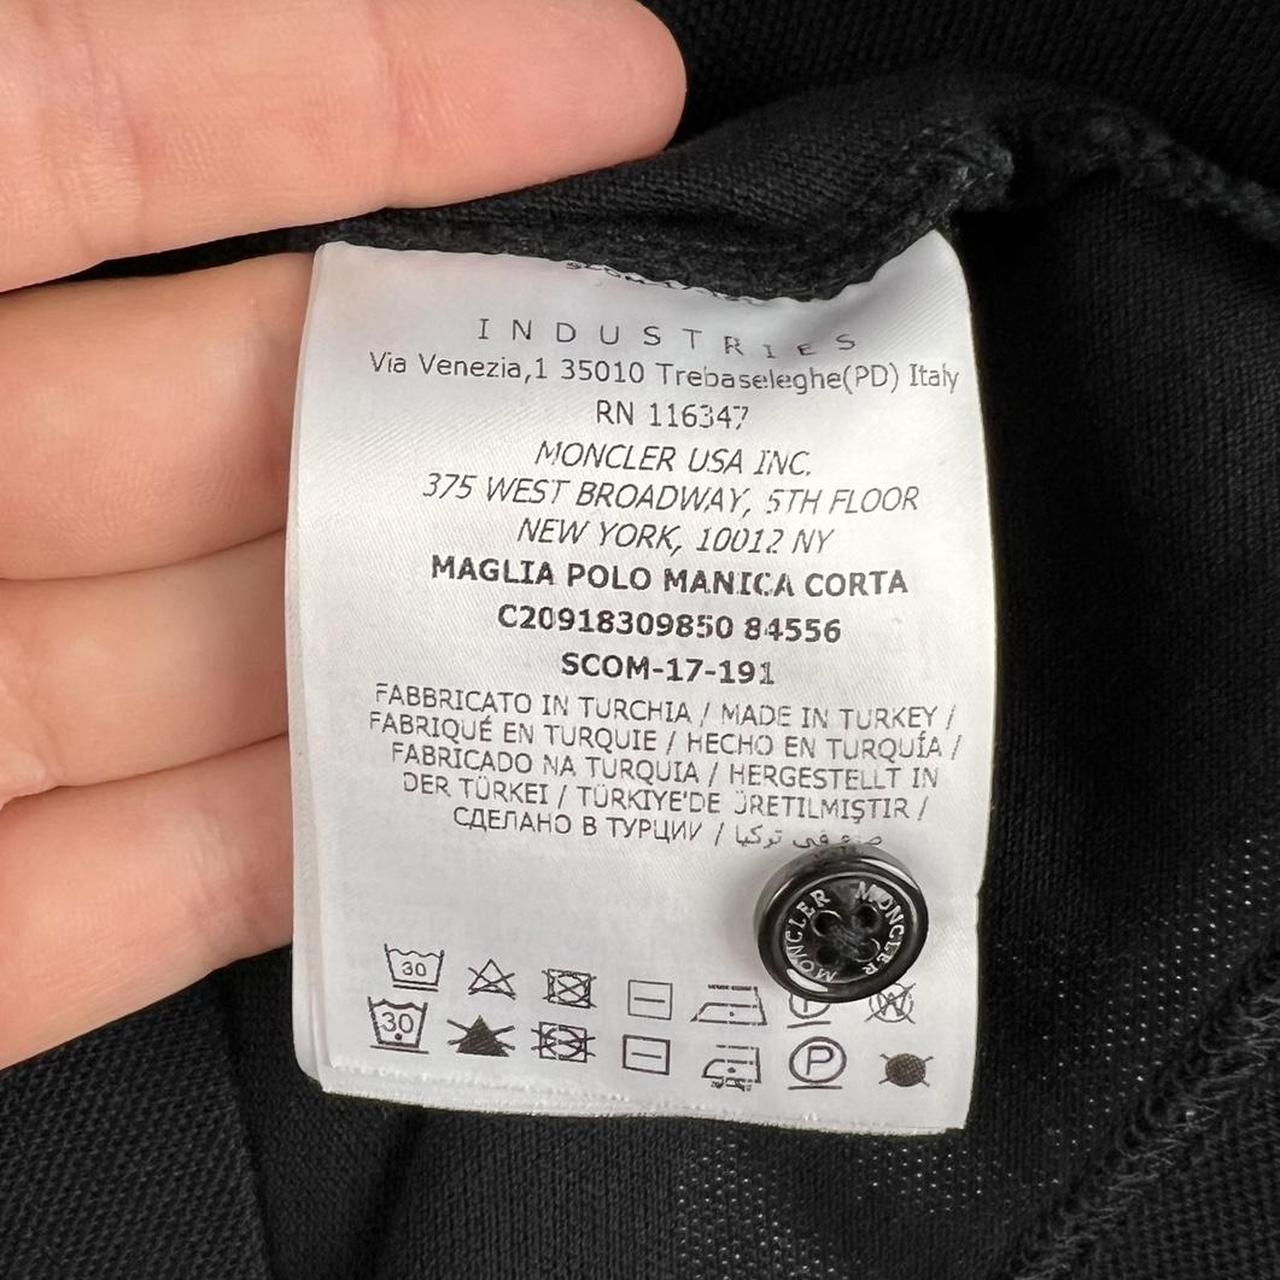 INDUSTRIES
Via Venezia,1 35010 Trebaseleghe(PD) Italy
RN 116347
MONCLER USA INC.
375 WEST BROADWAY, 5TH FLOOR
NEW YORK, 10012 NY
MAGLIA POLO MANICA CORTA
C20918309850 84556
SCOM-17-191
FABBRICATO IN TURCHIA / MADE IN TURKEY /
FABRIQUÉ EN TURQUIE / HECHO EN TURQUÍA /
FABRICADO NA TURQUIA / HERGESTELLT IN
DER TÜRKEI / TÜRKIYE'DE ÜRETILMIŞTIR /
СДЕЛАНО В ТУРЦИИ / صنع في تركيا
MONCLER MONCLER
30
W
30
P